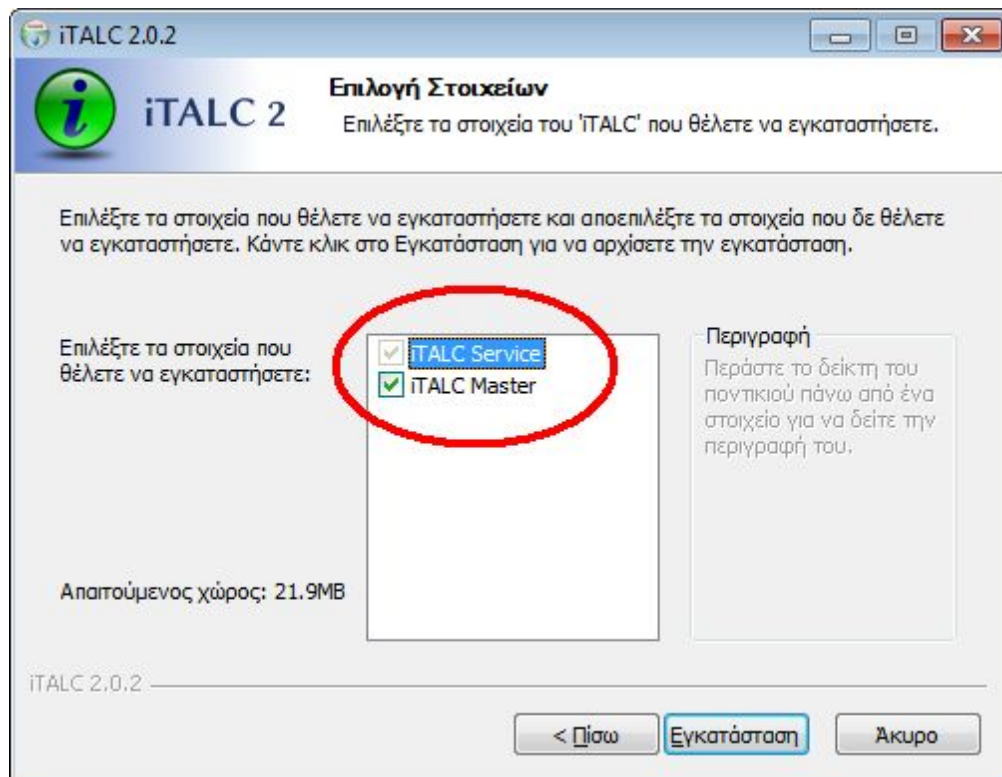 iTALC 2.0.2
iTALC 2
Επιλογή Στοιχείων
Επιλέξτε τα στοιχεία του 'iTALC' που θέλετε να εγκαταστήσετε.
Επιλέξτε τα στοιχεία που θέλετε να εγκαταστήσετε και αποεπιλέξτε τα στοιχεία που δε θέλετε
να εγκαταστήσετε. Κάντε κλικ στο Εγκατάσταση για να αρχίσετε την εγκατάσταση.
Επιλέξτε τα στοιχεία που
θέλετε να εγκαταστήσετε:
iTALC Service
iTALC Master
Περιγραφή
Περάστε το δείκτη του
ποντικιού πάνω από ένα
στοιχείο για να δείτε την
περιγραφή του.
Απαιτούμενος χώρος: 21.9MB
iTALC 2.0.2
< Πίσω
Εγκατάσταση
Άκυρο